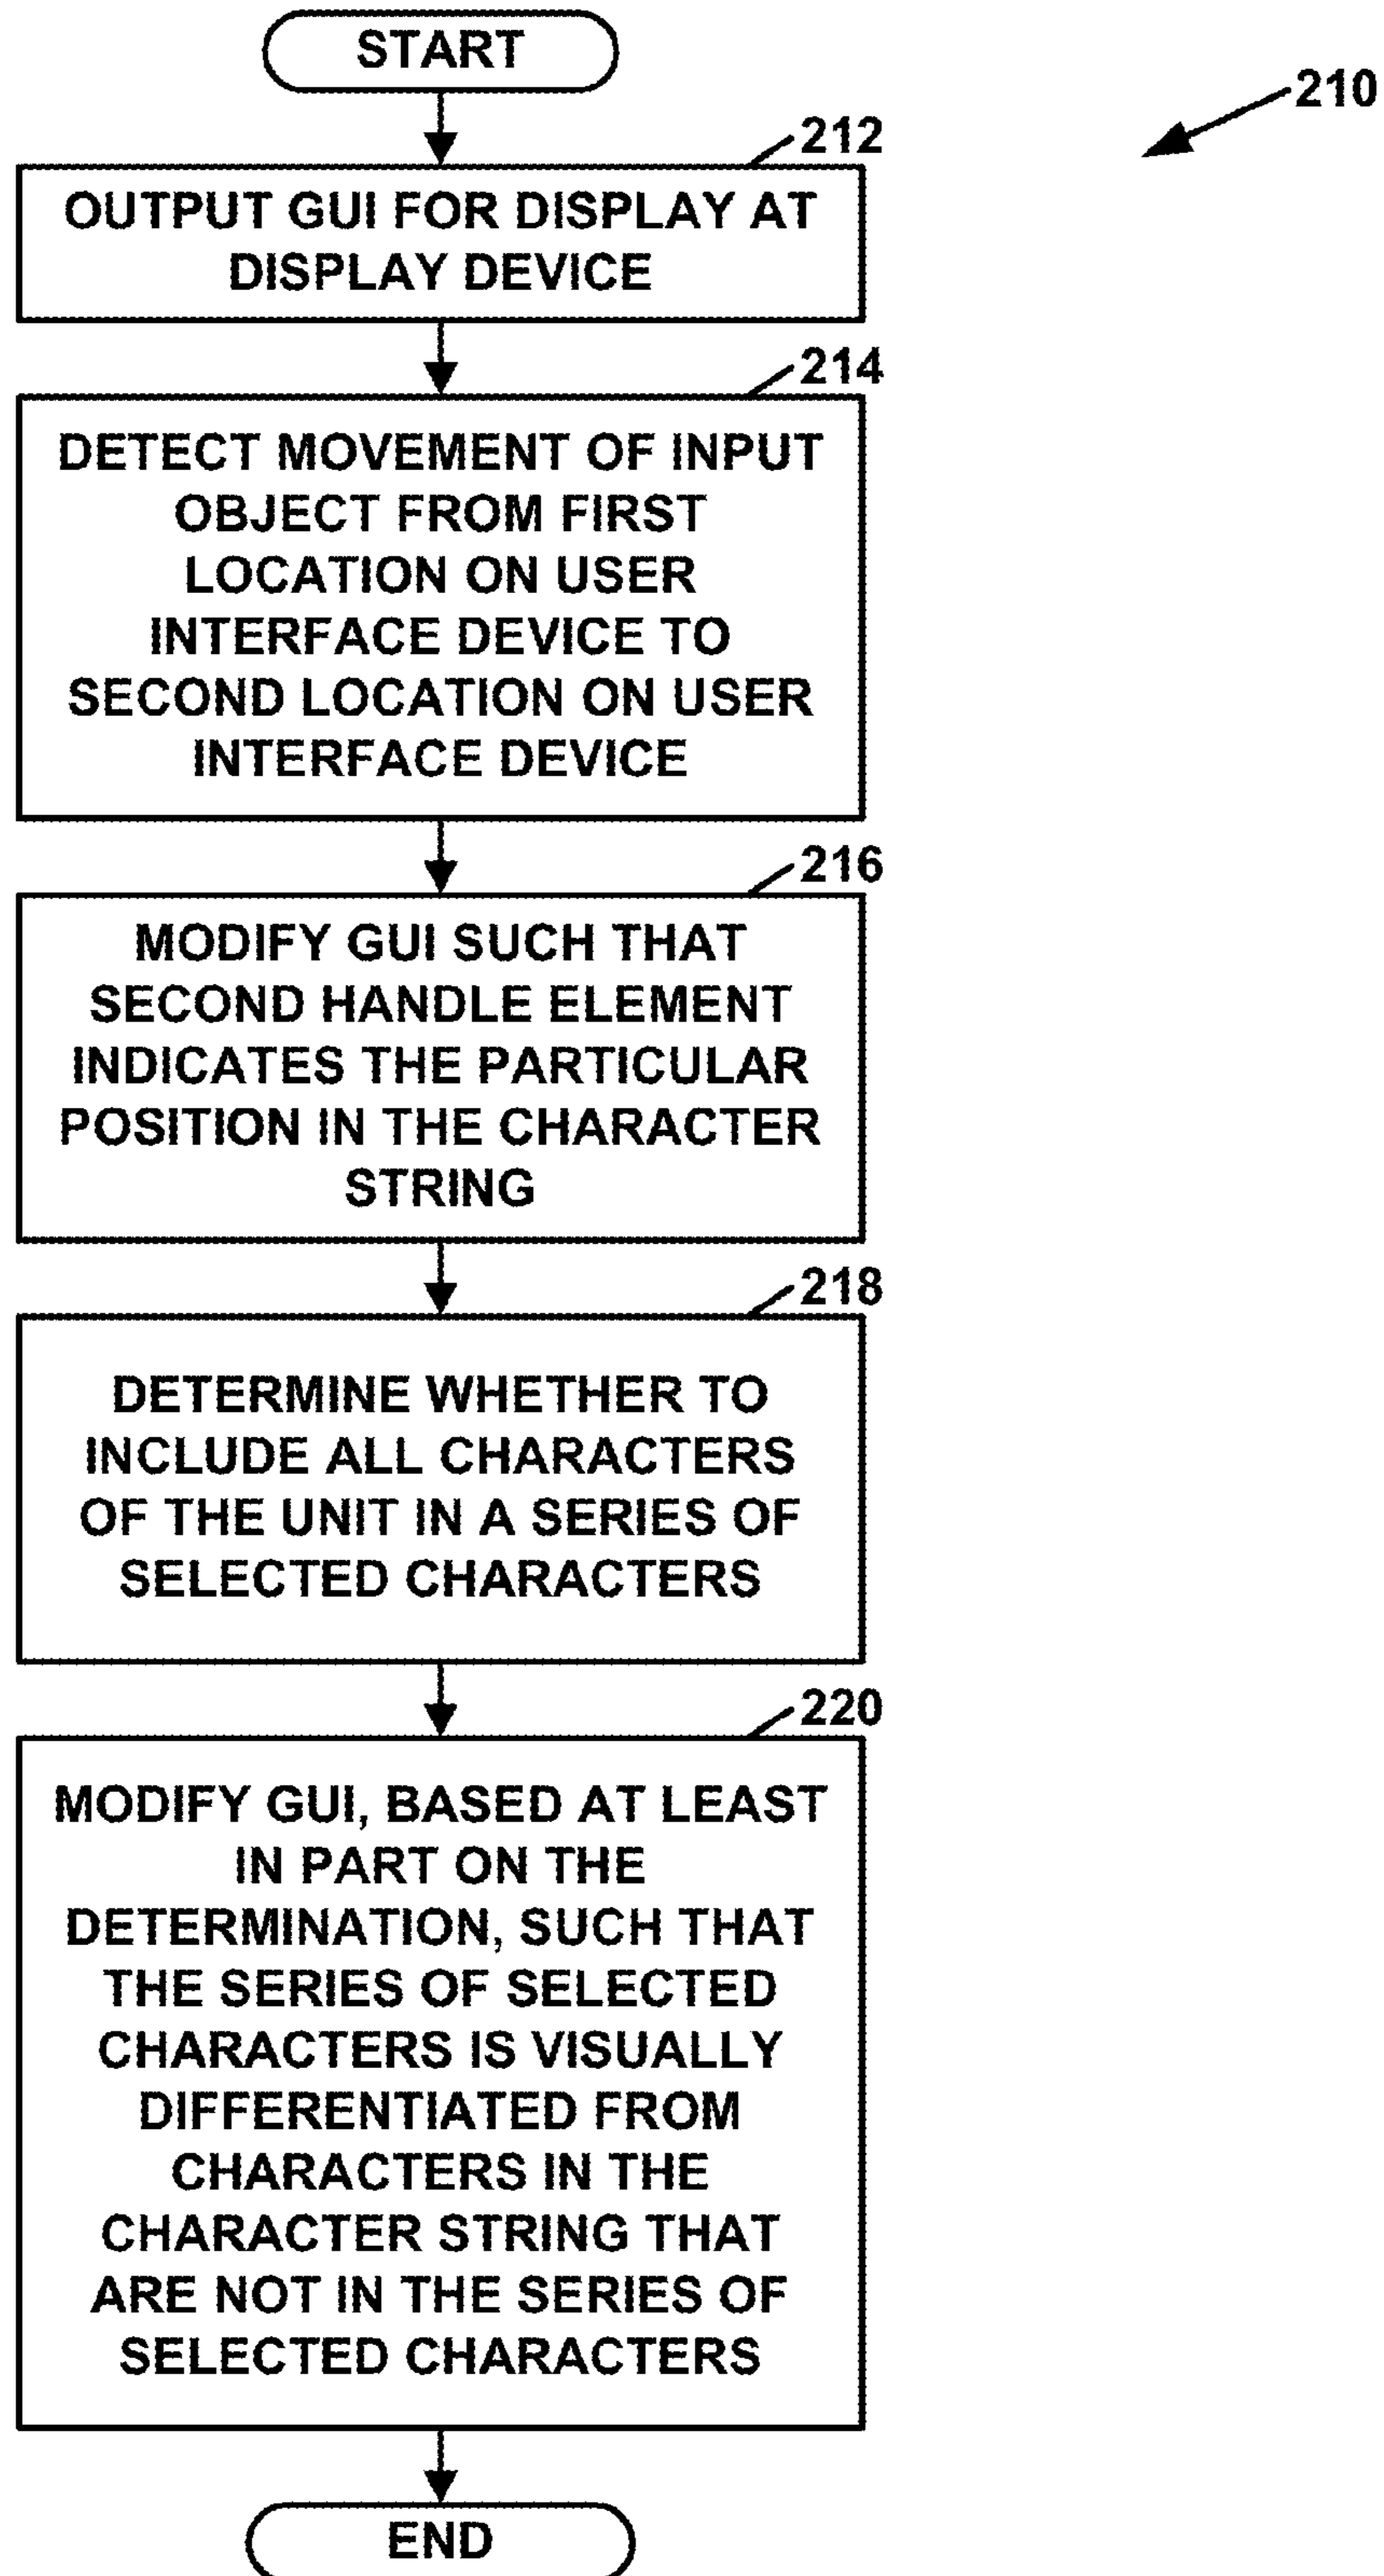 START
210
212
OUTPUT GUI FOR DISPLAY AT
DISPLAY DEVICE
214
DETECT MOVEMENT OF INPUT
OBJECT FROM FIRST
LOCATION ON USER
INTERFACE DEVICE TO
SECOND LOCATION ON USER
INTERFACE DEVICE
216
MODIFY GUI SUCH THAT
SECOND HANDLE ELEMENT
INDICATES THE PARTICULAR
POSITION IN THE CHARACTER
STRING
218
DETERMINE WHETHER TO
INCLUDE ALL CHARACTERS
OF THE UNIT IN A SERIES OF
SELECTED CHARACTERS
220
MODIFY GUI, BASED AT LEAST
IN PART ON THE
DETERMINATION, SUCH THAT
THE SERIES OF SELECTED
CHARACTERS IS VISUALLY
DIFFERENTIATED FROM
CHARACTERS IN THE
CHARACTER STRING THAT
ARE NOT IN THE SERIES OF
SELECTED CHARACTERS
END